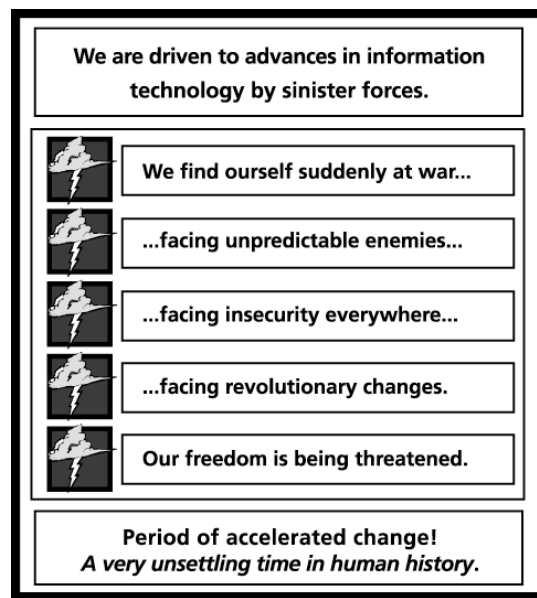 We are driven to advances in information
technology by sinister forces.
We find ourself suddenly at war...
...facing unpredictable enemies...
...facing insecurity everywhere...
...facing revolutionary changes.
Our freedom is being threatened.
Period of accelerated change!
A very unsettling time in human history.